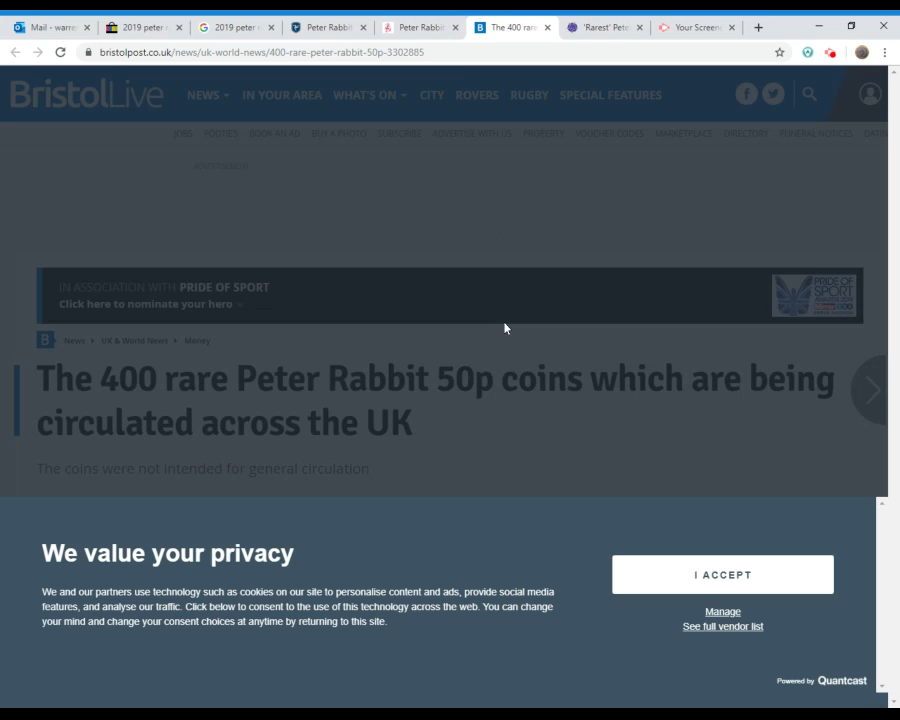 Mail - warre
2019 peter r
2019 peter r
Peter Rabbit
Peter Rabbit
The 400 rare
'Rarest' Pete
Your Screen
bristolpost.co.uk/news/uk-world-news/400-rare-peter-rabbit-50p-3302885
BristolLive
NEWS IN YOUR AREA WHAT'S ON CITY ROVERS RUGBY SPECIAL FEATURES
JOBS FOOTIES BOOK AN AD BUY A PHOTO SUBSCRIBE ADVERTISE WITH US PROPERTY VOUCHER CODES MARKETPLACE DIRECTORY FUNERAL NOTICES DATIN
ADVERTISEMENT
IN ASSOCIATION WITH PRIDE OF SPORT
Click here to nominate your hero
PRIDE OF
SPORT
B News UK & World News Money
The 400 rare Peter Rabbit 50p coins which are being
circulated across the UK
The coins were not intended for general circulation
We value your privacy
We and our partners use technology such as cookies on our site to personalise content and ads, provide social media
features, and analyse our traffic. Click below to consent to the use of this technology across the web. You can change
your mind and change your consent choices at anytime by returning to this site.
I ACCEPT
Manage
See full vendor list
Powered by Quantcast